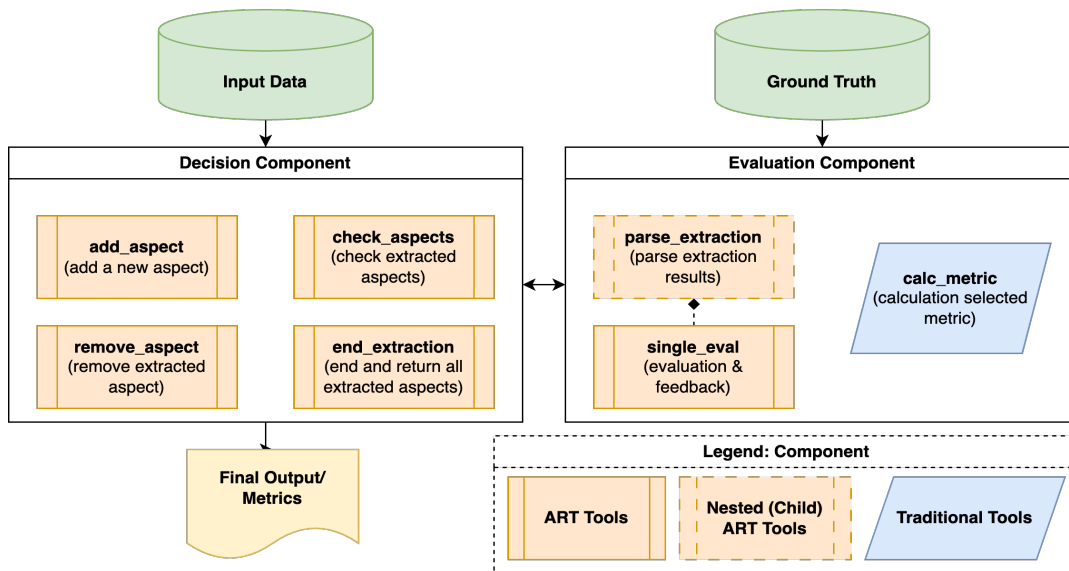 Input Data
Ground Truth
Decision Component
Evaluation Component
add_aspect
(add a new aspect)
check_aspects
(check extracted
aspects)
remove_aspect
(remove extracted
aspect)
end_extraction
(end and return all
extracted aspects)
parse_extraction
(parse extraction
results)
single_eval
(evaluation &
feedback)
calc_metric
(calculation selected
metric)
Final Output/
Metrics
Legend: Component
ART Tools
Nested (Child)
ART Tools
Traditional Tools